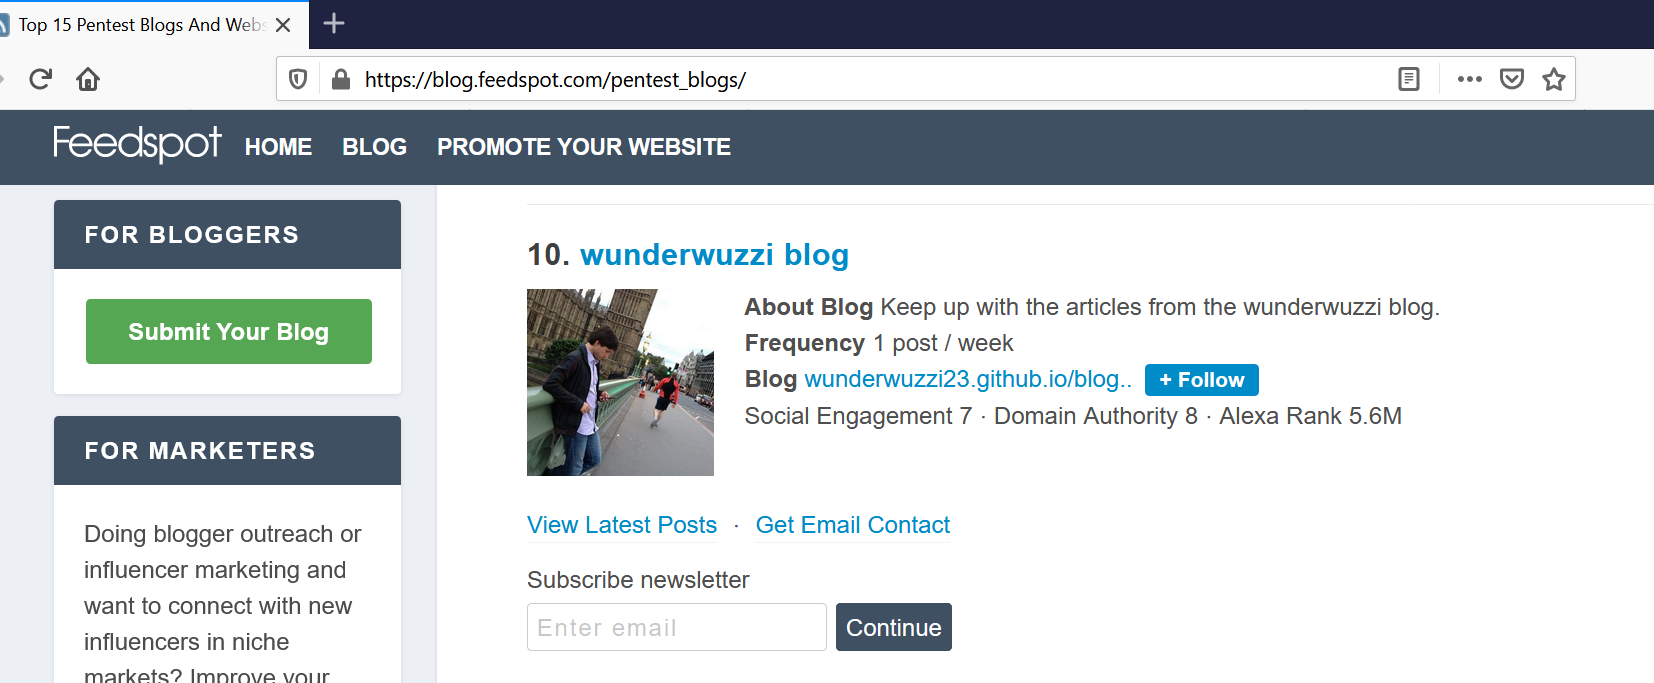 Top 15 Pentest Blogs And Webs
https://blog.feedspot.com/pentest_blogs/
Feedspot HOME BLOG PROMOTE YOUR WEBSITE
FOR BLOGGERS
Submit Your Blog
FOR MARKETERS
Doing blogger outreach or
influencer marketing and
want to connect with new
influencers in niche
markets? Improve your
10. wunderwuzzi blog
About Blog Keep up with the articles from the wunderwuzzi blog.
Frequency 1 post / week
Blog wunderwuzzi23.github.io/blog.. + Follow
Social Engagement 7 · Domain Authority 8 · Alexa Rank 5.6M
View Latest Posts · Get Email Contact
Subscribe newsletter
Enter email Continue